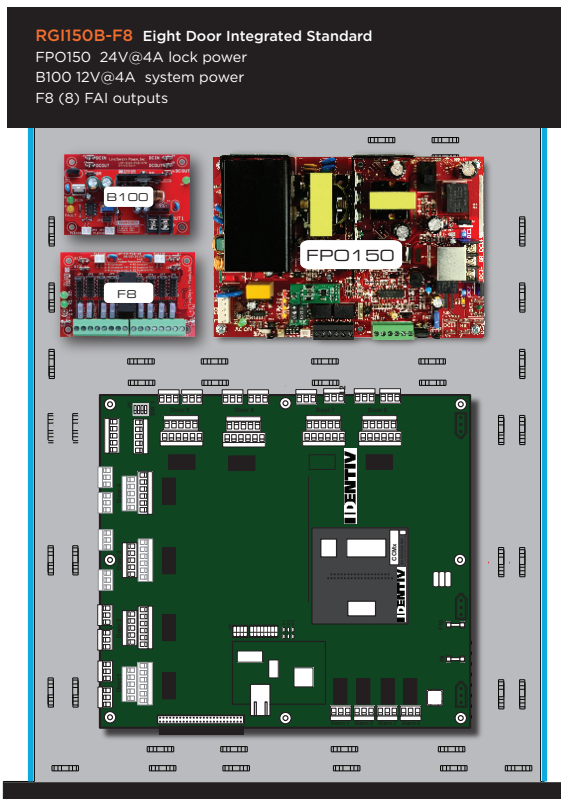 RGI150B-F8 Eight Door Integrated Standard
FPO150 24V@4A lock power
B100 12V@4A system power
F8 (8) FAI outputs
B100
FPO150
F8
IDENTIV
COMx
IDENTIV